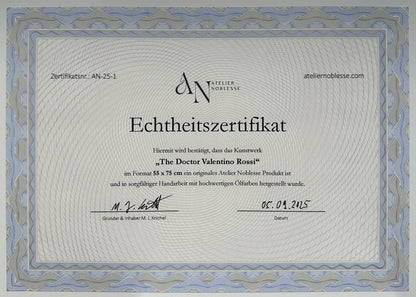 AN ATELIER
NOBLESSE
Zertifikatsnr.: AN-25-1
ateliernoblesse.com
Echtheitszertifikat
Hiermit wird bestätigt, dass das Kunstwerk
„The Doctor Valentino Rossi“
im Format 55 x 75 cm ein originales Atelier Noblesse Produkt ist
und in sorgfältiger Handarbeit mit hochwertigen Ölfarben hergestellt wurde.
05.09.2025
Gründer & Inhaber M. J. Knichel
Datum